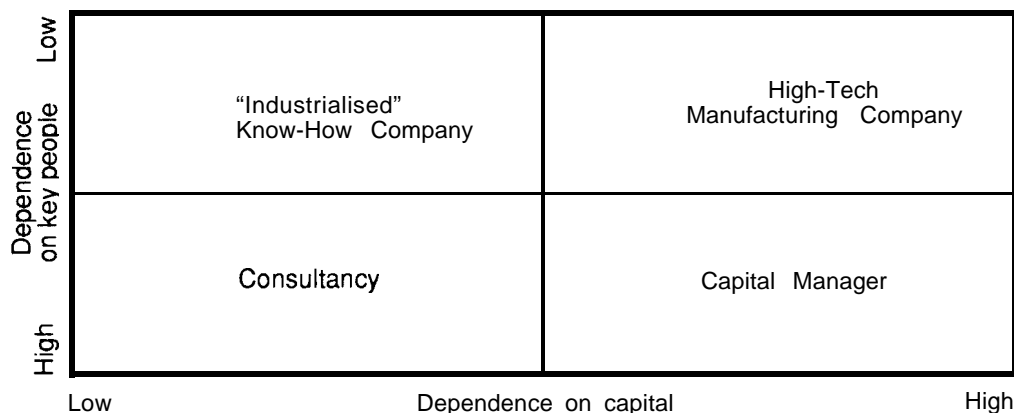 Low
Dependence
on key people
High
“Industrialised”
Know-How Company
High-Tech
Manufacturing Company
Consultancy
Capital Manager
Low
Dependence on capital
High